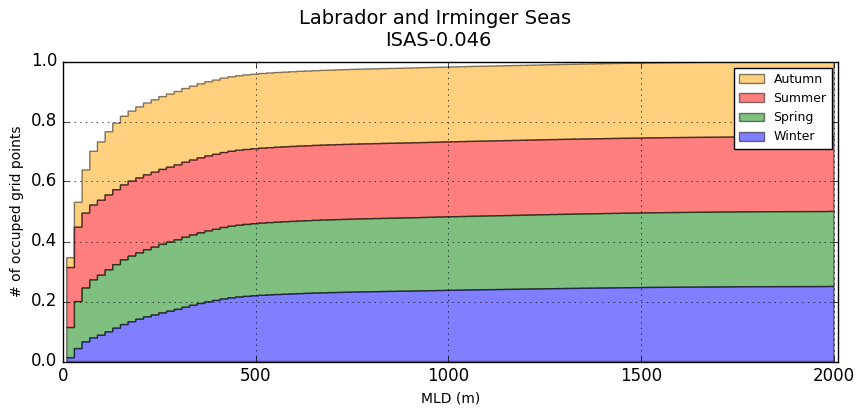 Labrador and Irminger Seas
ISAS-0.046
1.0
0.8
0.6
0.4
0.2
0.0
# of occuped grid points
Autumn
Summer
Spring
Winter
0 500 1000 1500 2000
MLD (m)